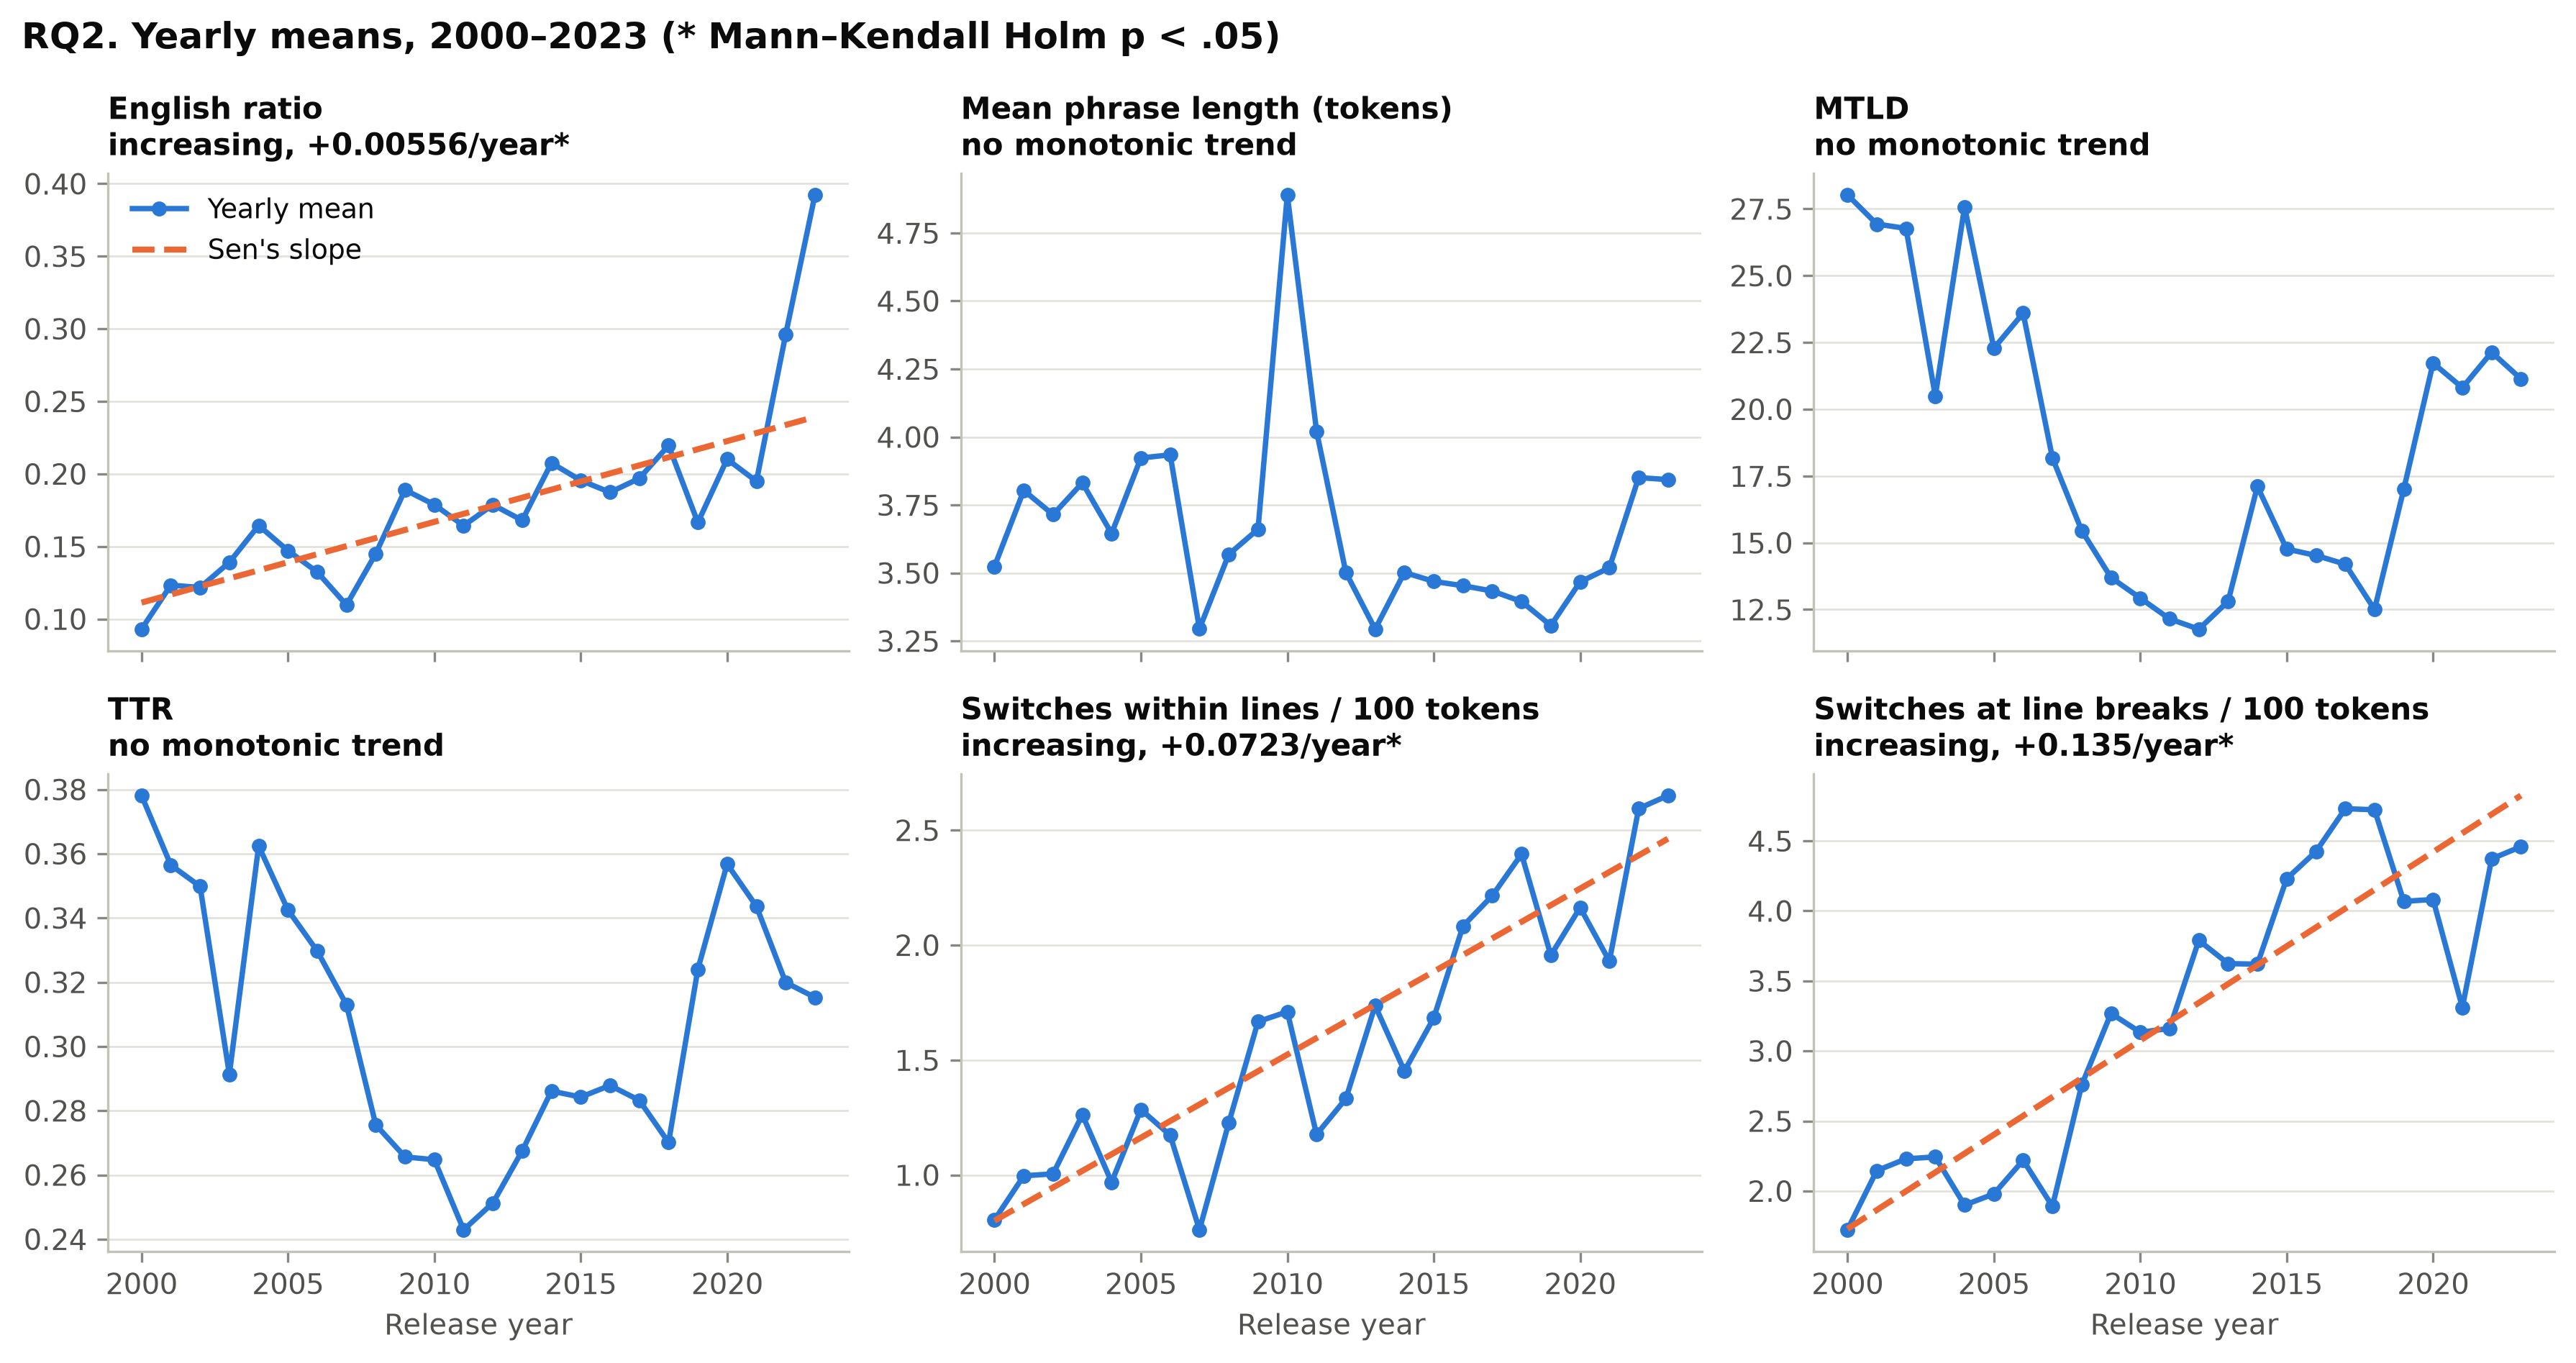 RQ2. Yearly means, 2000–2023 (* Mann–Kendall Holm p < .05)
English ratio
increasing, +0.00556/year*
0.40
0.35
0.30
0.25
0.20
0.15
0.10
Yearly mean
Sen's slope
Mean phrase length (tokens)
no monotonic trend
4.75
4.50
4.25
4.00
3.75
3.50
3.25
MTLD
no monotonic trend
27.5
25.0
22.5
20.0
17.5
15.0
12.5
TTR
no monotonic trend
0.38
0.36
0.34
0.32
0.30
0.28
0.26
0.24
2000 2005 2010 2015 2020
Release year
Switches within lines / 100 tokens
increasing, +0.0723/year*
2.5
2.0
1.5
1.0
2000 2005 2010 2015 2020
Release year
Switches at line breaks / 100 tokens
increasing, +0.135/year*
4.5
4.0
3.5
3.0
2.5
2.0
2000 2005 2010 2015 2020
Release year